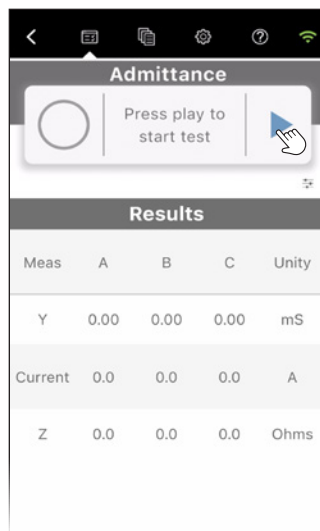 Admittance
Press play to
start test
Results
Meas A B C Unity
Y 0.00 0.00 0.00 mS
Current 0.0 0.0 0.0 A
Z 0.0 0.0 0.0 Ohms